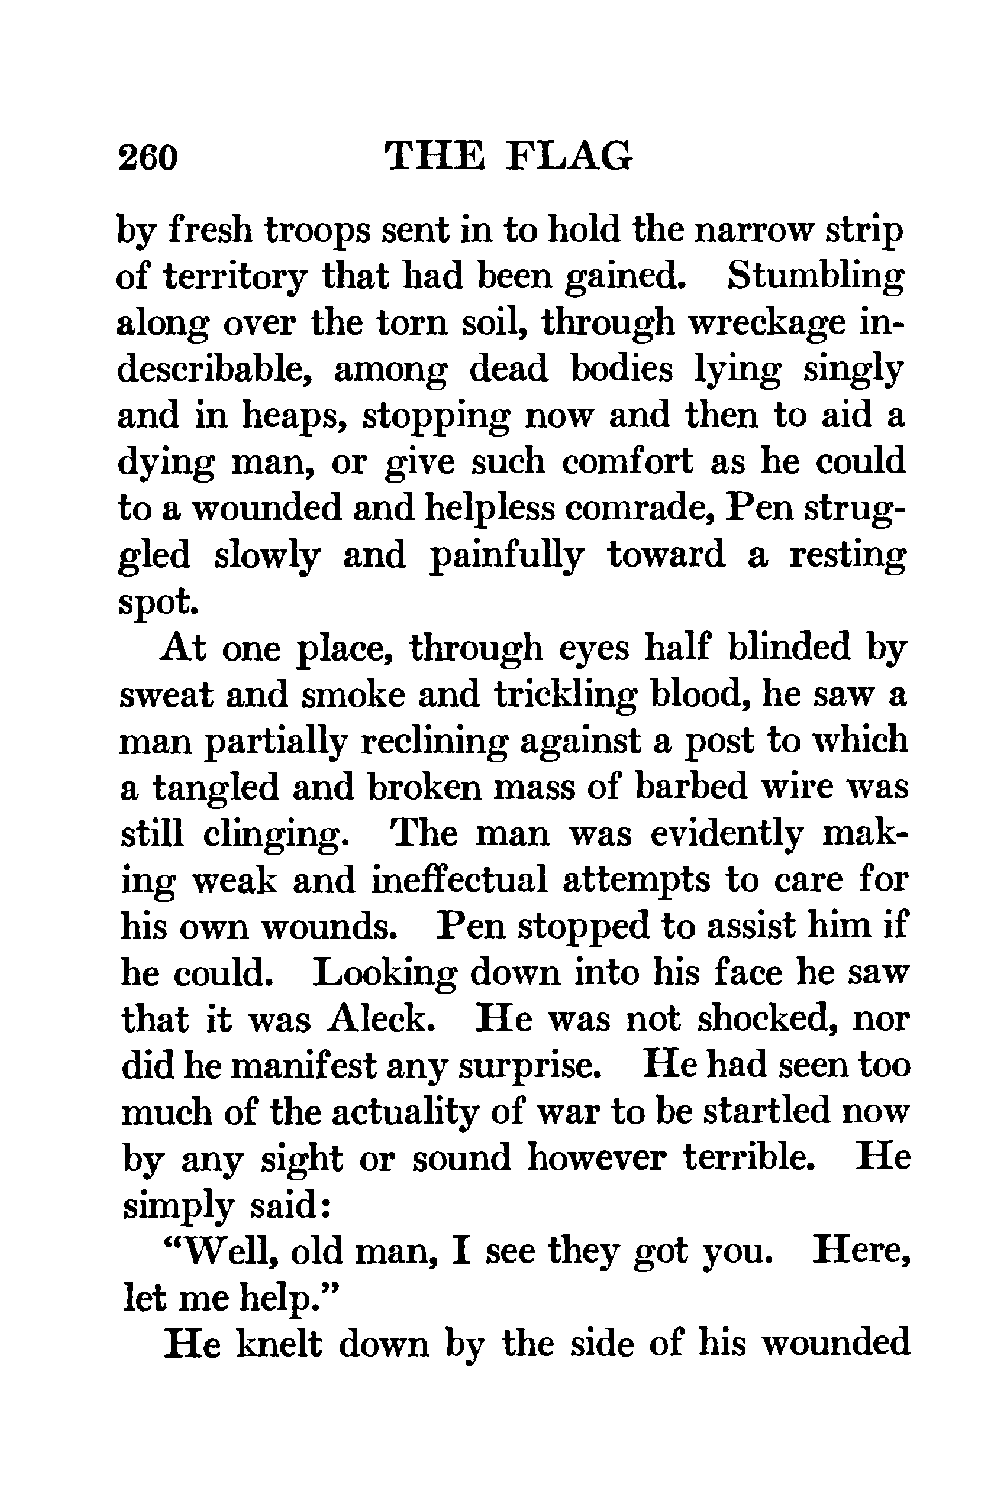 260 THE FLAG
by fresh troops sent in to hold the narrow strip
of territory that had been gained. Stumbling
along over the torn soil, through wreckage in-
describable, among dead bodies lying singly
and in heaps, stopping now and then to aid a
dying man, or give such comfort as he could
to a wounded and helpless comrade, Pen strug-
gled slowly and painfully toward a resting
spot.
At one place, through eyes half blinded by
sweat and smoke and trickling blood, he saw a
man partially reclining against a post to which
a tangled and broken mass of barbed wire was
still clinging. The man was evidently mak-
ing weak and ineffectual attempts to care for
his own wounds. Pen stopped to assist him if
he could. Looking down into his face he saw
that it was Aleck. He was not shocked, nor
did he manifest any surprise. He had seen too
much of the actuality of war to be startled now
by any sight or sound however terrible. He
simply said:
“Well, old man, I see they got you. Here,
let me help.”
He knelt down by the side of his wounded